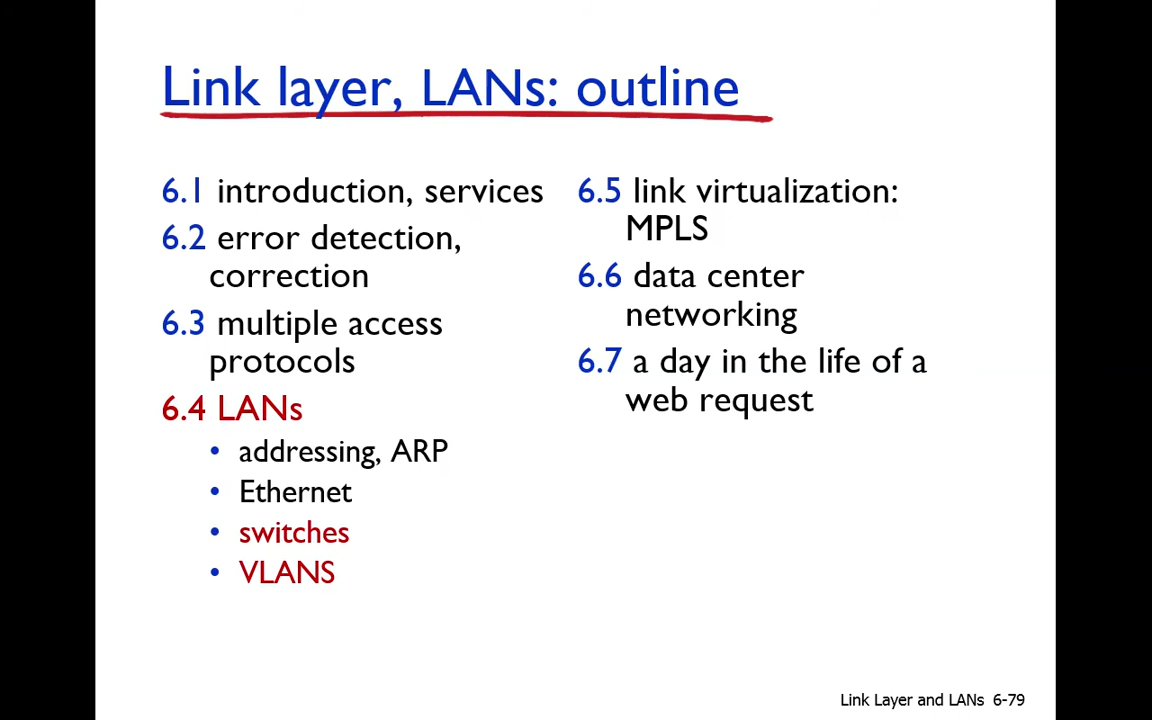 Link layer, LANs: outline
6.1 introduction, services
6.2 error detection,
correction
6.3 multiple access
protocols
6.4 LANs
• addressing, ARP
• Ethernet
• switches
• VLANS
6.5 link virtualization:
MPLS
6.6 data center
networking
6.7 a day in the life of a
web request
Link Layer and LANs 6-79